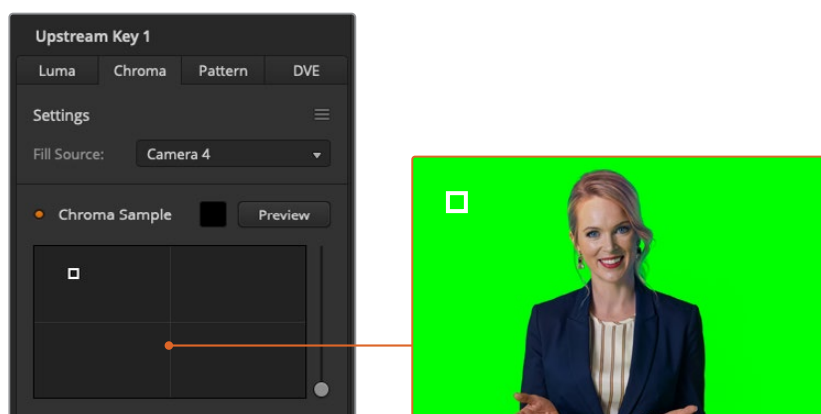 Upstream Key 1
Luma Chroma Pattern DVE
Settings
Fill Source: Camera 4
Chroma Sample Preview